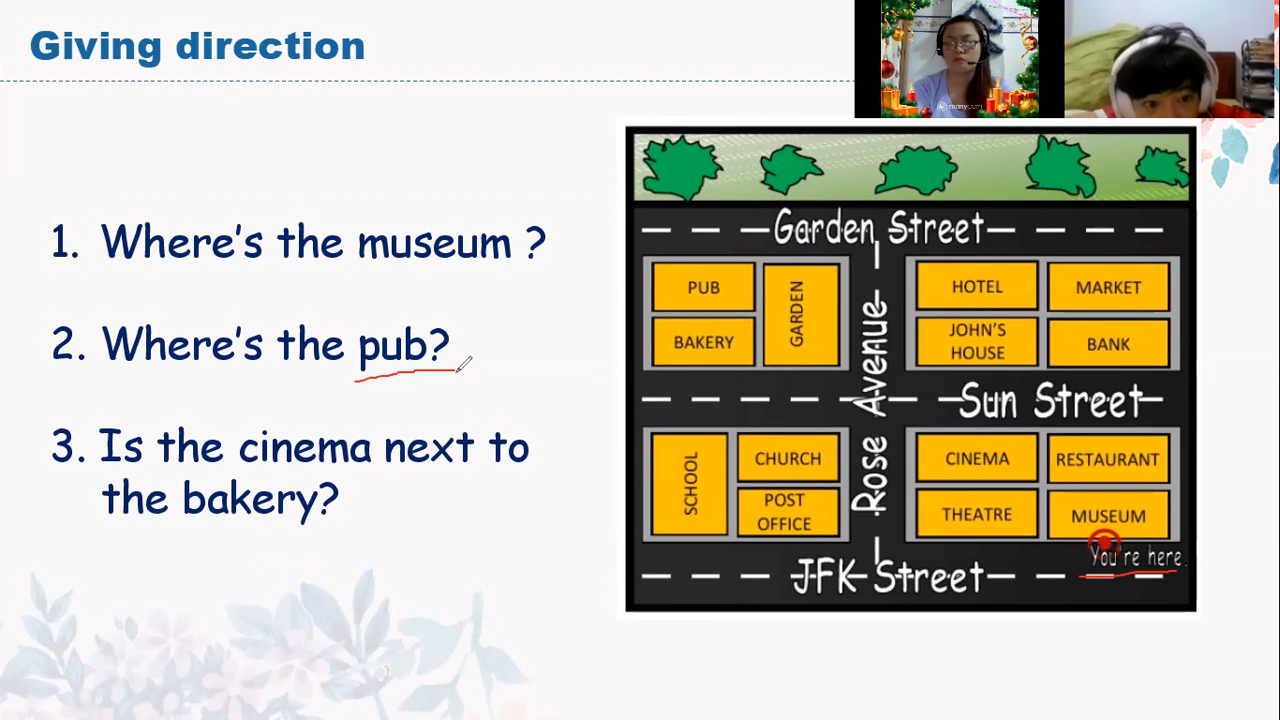 Giving direction
manycam
1. Where's the museum ?
2. Where's the pub?
3. Is the cinema next to
the bakery?
Garden Street
PUB
GARDEN
HOTEL
MARKET
BAKERY
JOHN'S
HOUSE
BANK
Rose Avenue
Sun Street
SCHOOL
CHURCH
CINEMA
RESTAURANT
POST
OFFICE
THEATRE
MUSEUM
You're here.
JFK Street